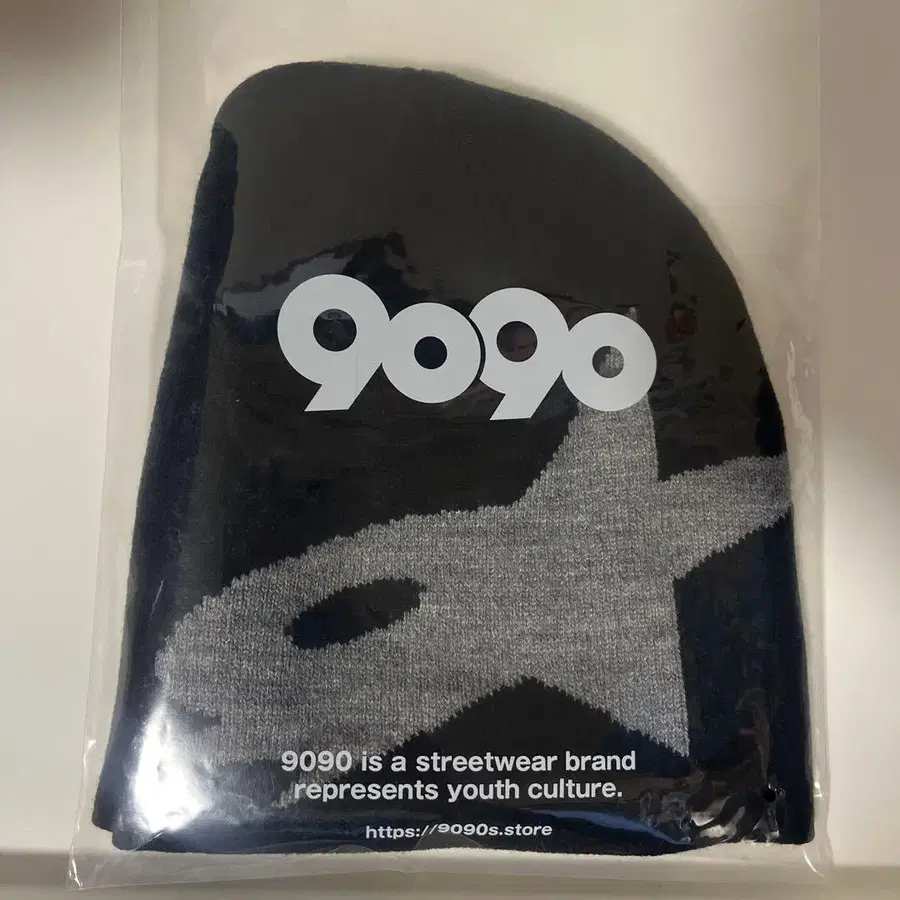 9090
9090 is a streetwear brand
represents youth culture.
https://9090s.store